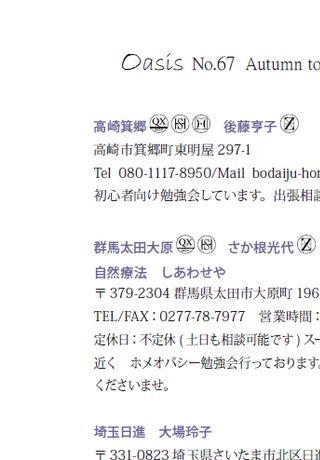 Oasis No.67 Autumn to
高崎箕郷 QX HS HE 後藤亨子 Z
高崎市箕郷町東明屋 297-1
Tel 080-1117-8950/Mail bodaiju-hom
初心者向け勉強会しています。出張相談
群馬太田大原 QX HS さか根光代 Z
自然療法 しあわせや
〒379-2304 群馬県太田市大原町 196
TEL/FAX：0277-78-7977 営業時間：
定休日：不定休 ( 土日も相談可能です ) スー
近く ホメオパシー勉強会行っております。
くださいませ。
埼玉日進 大場玲子
〒331-0823 埼玉県さいたま市北区日進